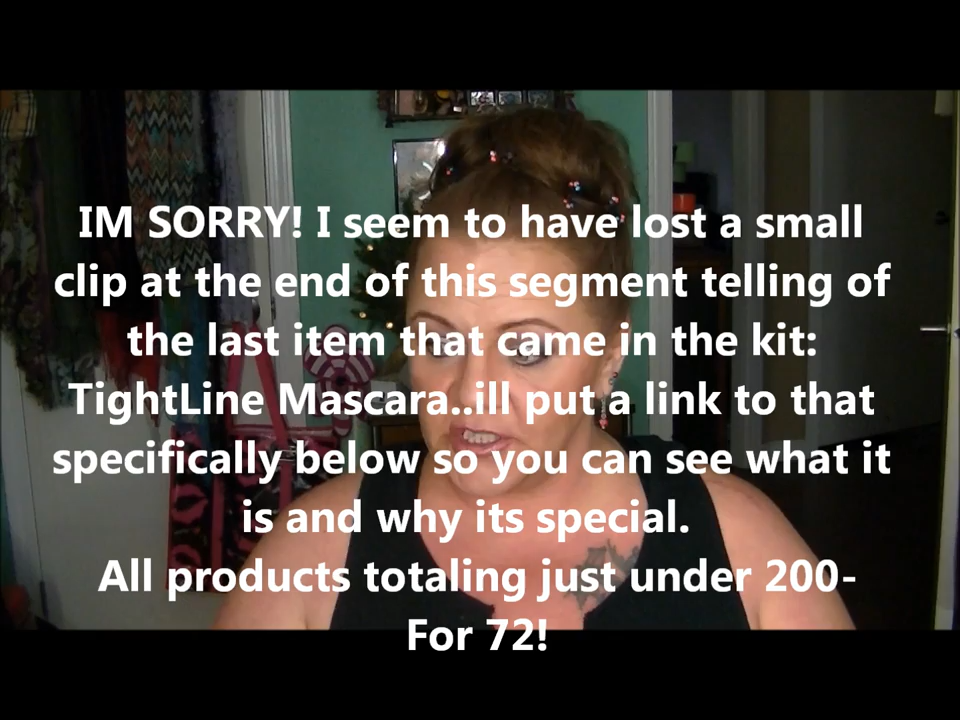 IM SORRY! I seem to have lost a small
clip at the end of this segment telling of
the last item that came in the kit:
TightLine Mascara..ill put a link to that
specifically below so you can see what it
is and why its special.
All products totaling just under 200-
For 72!